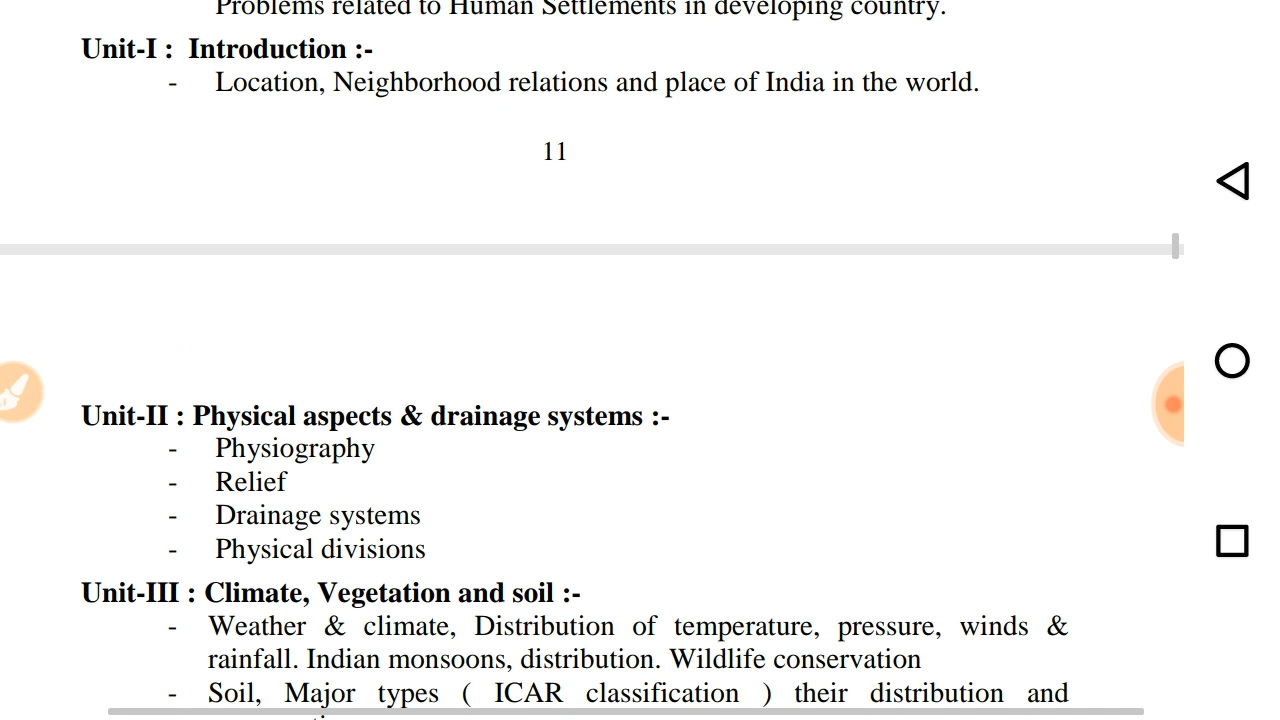 Problems related to Human Settlements in developing country.
Unit-I :  Introduction :-
-    Location, Neighborhood relations and place of India in the world.
11
Unit-II : Physical aspects & drainage systems :-
-    Physiography
-    Relief
-    Drainage systems
-    Physical divisions
Unit-III : Climate, Vegetation and soil :-
-    Weather & climate, Distribution of temperature, pressure, winds &
rainfall. Indian monsoons, distribution. Wildlife conservation
-    Soil, Major types ( ICAR classification ) their distribution and